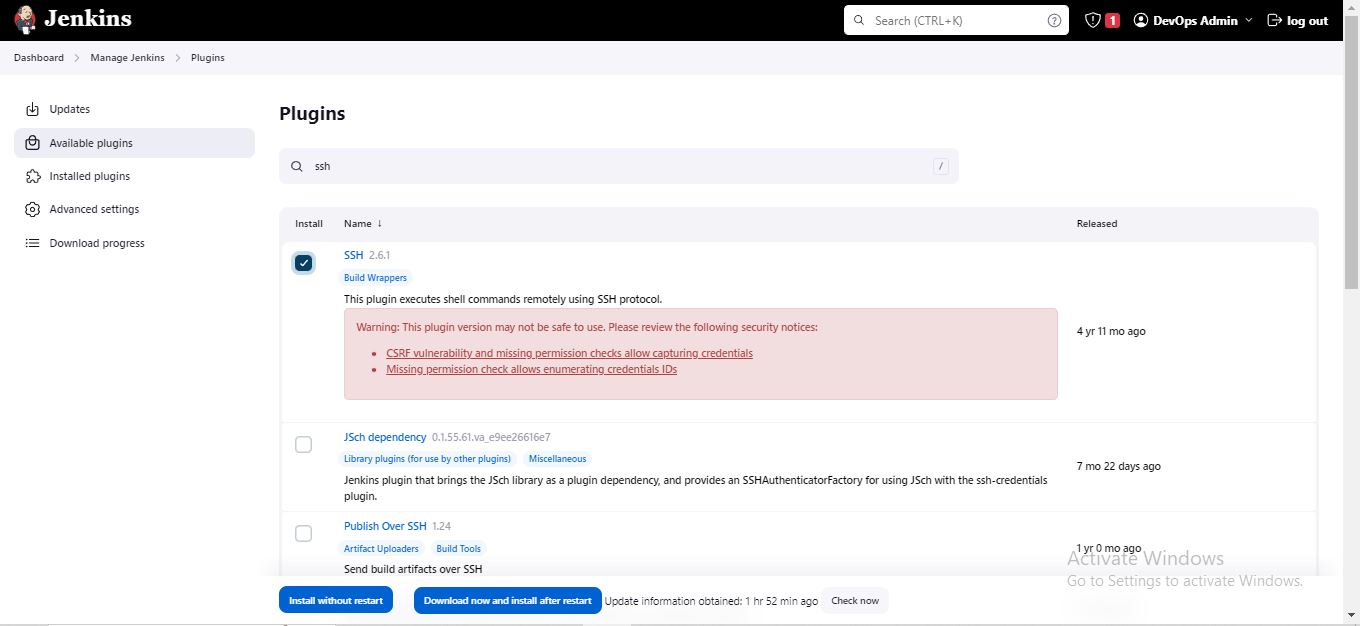 Jenkins
Search (CTRL+K)
?
1
DevOps Admin
log out
Dashboard > Manage Jenkins > Plugins
Updates
Available plugins
Installed plugins
Advanced settings
Download progress
Plugins
ssh
/
Install Name ↓ Released
SSH 2.6.1
Build Wrappers
This plugin executes shell commands remotely using SSH protocol.
Warning: This plugin version may not be safe to use. Please review the following security notices:
• CSRF vulnerability and missing permission checks allow capturing credentials
• Missing permission check allows enumerating credentials IDs
4 yr 11 mo ago
JSch dependency 0.1.55.61.va_e9ee26616e7
Library plugins (for use by other plugins) Miscellaneous
Jenkins plugin that brings the JSch library as a plugin dependency, and provides an SSHAuthenticatorFactory for using JSch with the ssh-credentials
plugin.
7 mo 22 days ago
Publish Over SSH 1.24
Artifact Uploaders Build Tools
Send build artifacts over SSH
1 yr 0 mo ago
Activate Windows
Go to Settings to activate Windows.
Install without restart
Download now and install after restart
Update information obtained: 1 hr 52 min ago
Check now